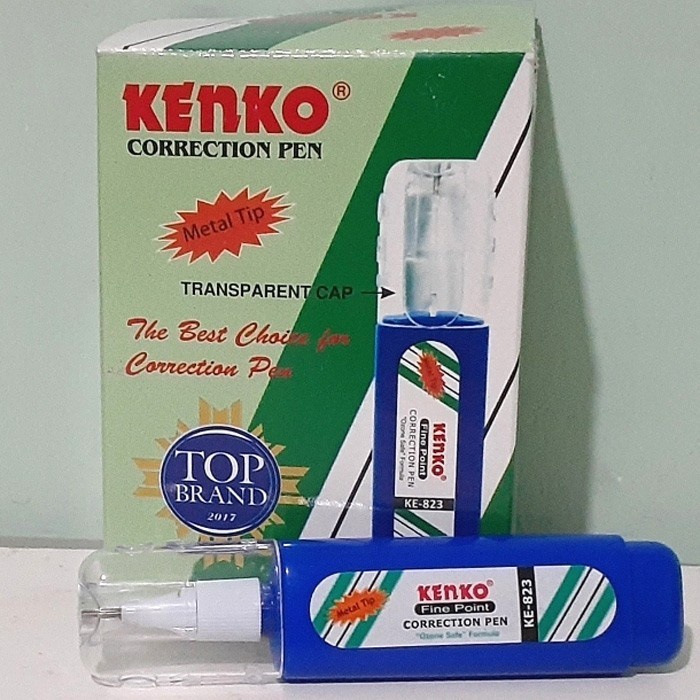 KENKO®
CORRECTION PEN
Metal Tip
TRANSPARENT CAP
The Best Choice for
Correction Pen
TOP
BRAND
2017
KENKO®
Fine Point
CORRECTION PEN
"Ozone Safe" Formula
KE-823
Metal Tip
KENKO®
Fine Point
CORRECTION PEN
"Ozone Safe" Formula
KE-823